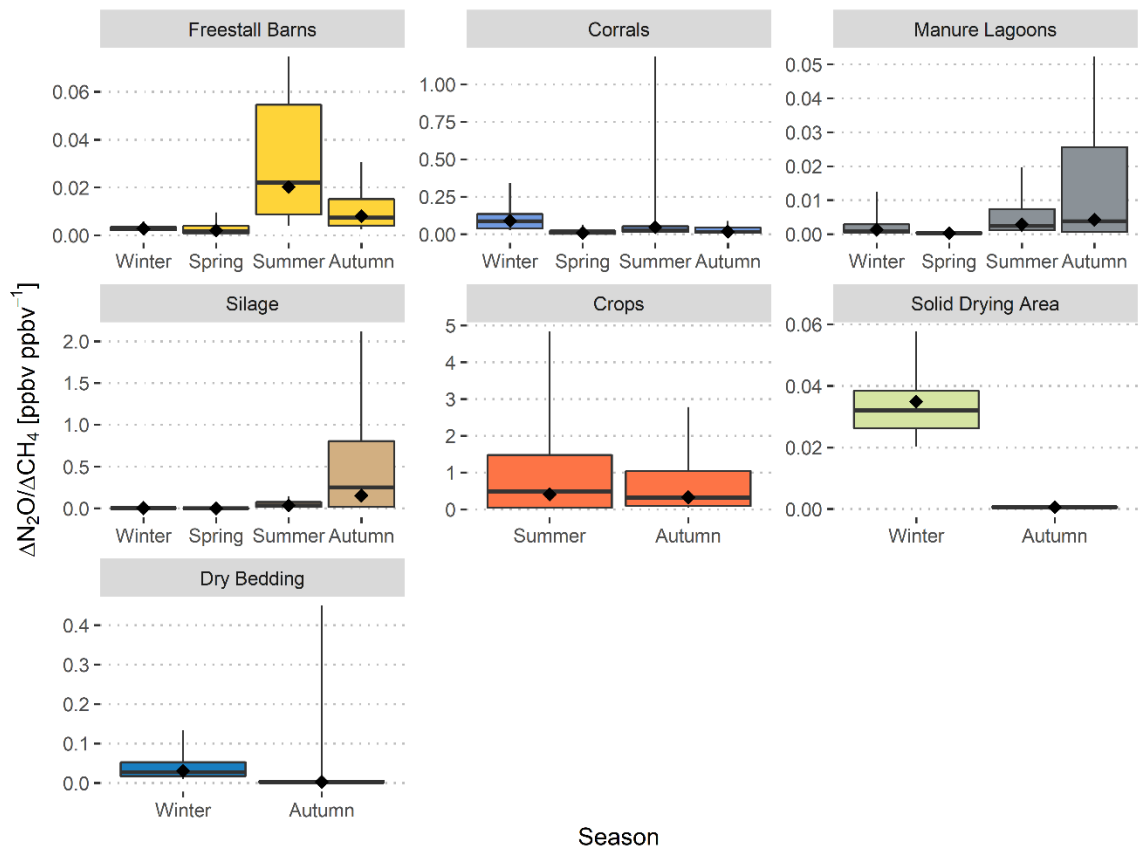 Freestall Barns
Corrals
Manure Lagoons
0.06
0.04
0.02
0.00
Winter Spring Summer Autumn
1.00
0.75
0.50
0.25
0.00
Winter Spring Summer Autumn
0.05
0.04
0.03
0.02
0.01
0.00
Winter Spring Summer Autumn
Silage
Crops
Solid Drying Area
2.0
1.5
1.0
0.5
0.0
Winter Spring Summer Autumn
5
4
3
2
1
0
Summer Autumn
0.06
0.04
0.02
0.00
Winter Autumn
Dry Bedding
0.4
0.3
0.2
0.1
0.0
Winter Autumn
ΔN₂O/ΔCH₄ [ppbv ppbv⁻¹]
Season